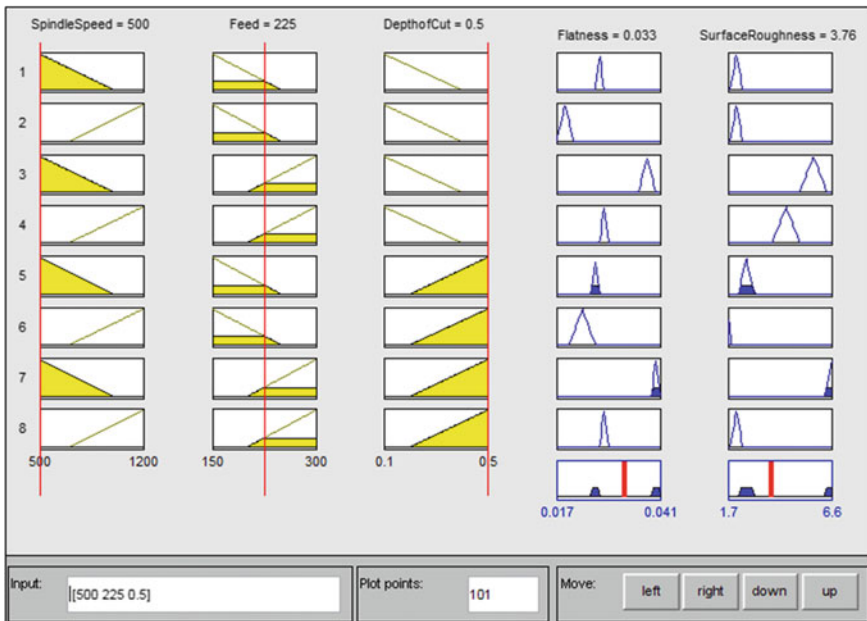 SpindleSpeed = 500
Feed = 225
DepthofCut = 0.5
Flatness = 0.033
SurfaceRoughness = 3.76
1
2
3
4
5
6
7
8
500
1200
150
300
0.1
0.5
0.017
0.041
1.7
6.6
Input:
[500 225 0.5]
Plot points:
101
Move:
left
right
down
up